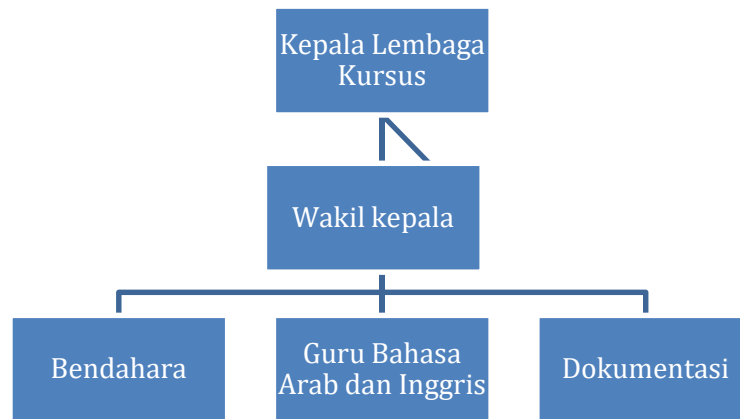 Kepala Lembaga
Kursus
Wakil kepala
Bendahara
Guru Bahasa
Arab dan Inggris
Dokumentasi